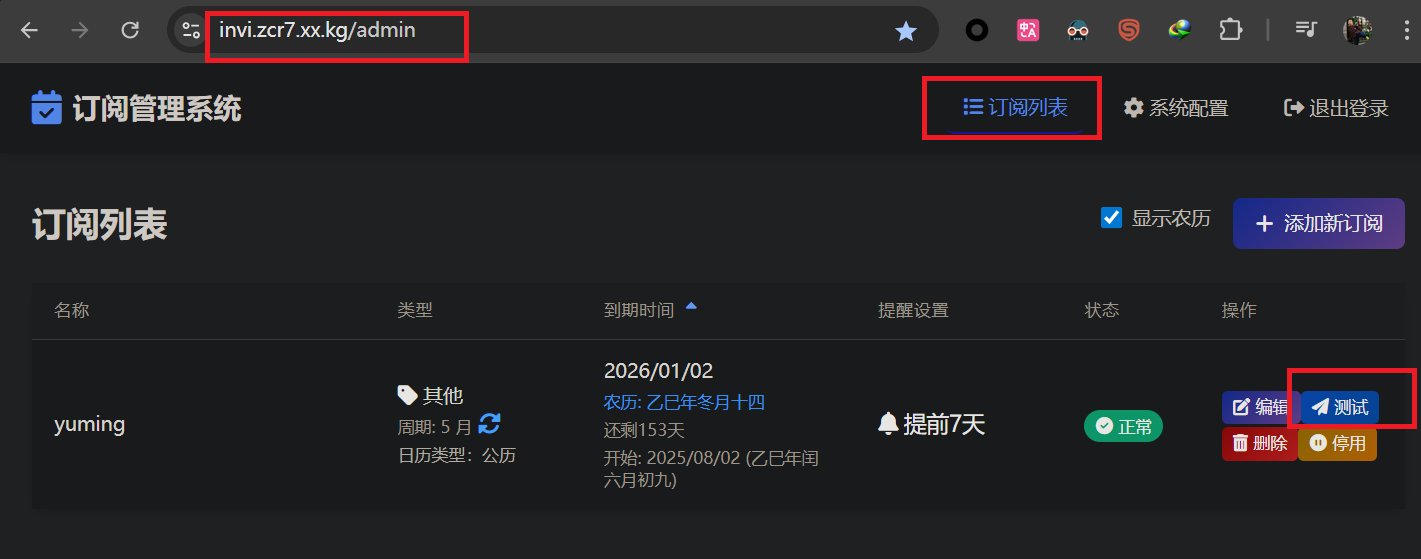 invi.zcr7.xx.kg/admin
订阅管理系统
订阅列表
系统配置
退出登录
订阅列表
显示农历
+ 添加新订阅
名称
类型
到期时间
提醒设置
状态
操作
yuming
其他
周期: 5 月
日历类型：公历
2026/01/02
农历: 乙巳年冬月十四
还剩153天
开始: 2025/08/02 (乙巳年闰
六月初九)
提前7天
正常
编辑
测试
删除
停用